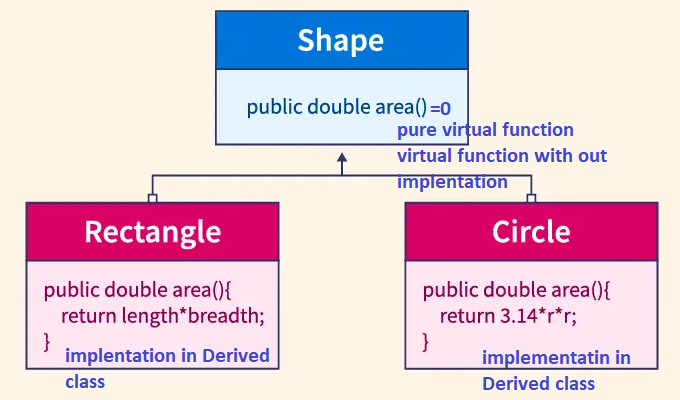 Shape
public double area() =0
pure virtual function
virtual function with out
implentation
Rectangle
public double area(){
return length*breadth;
}
implentation in Derived
class
Circle
public double area(){
return 3.14*r*r;
}
implementatin in
Derived class